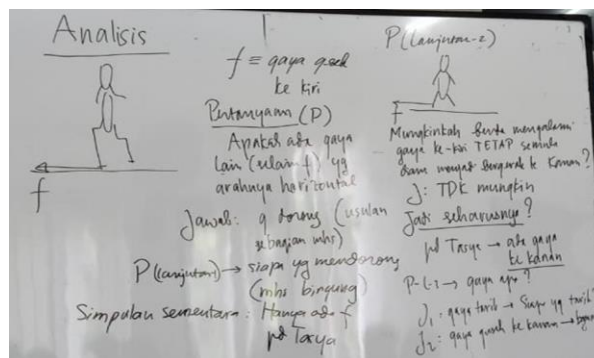 Analisis
f
f = gaya gesek
ke kiri
Pertanyaan (P)
Apakah ada gaya
lain (selain f) yg
arahnya horizontal
Jawab: g dorong (usulan
sebagian mhs)
P (lanjutan) → siapa yg mendorong
(mhs bingung)
Simpulan sementara: Hanya ada f
pd Tasya
P (lanjutan-2)
f
Mungkinkah benda mengalami
gaya ke-kiri TETAP semula
diam menjadi bergerak ke kanan?
J: TDK mungkin
Jadi seharusnya?
pd Tasya → ada gaya
ke kanan
P-L-1 → gaya apa?
J1: gaya tarik → Siapa yg tarik?
J2: gaya gesek ke kanan →